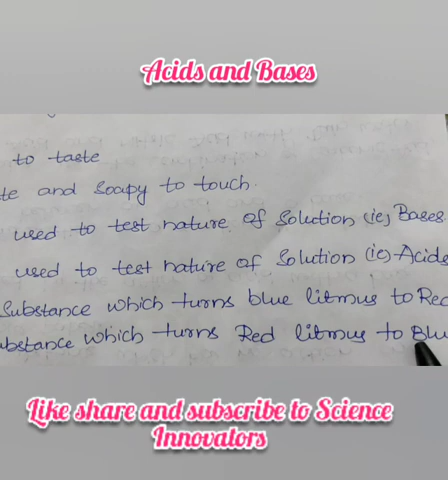 Acids and Bases
to taste
te and Soapy to touch.
used to test nature of Solution (ie) Bases
used to test nature of Solution (ie) Acids
Substance which turns blue litmus to Red
ubstance which turns Red litmus to Blu
Like share and subscribe to Science
Innovators